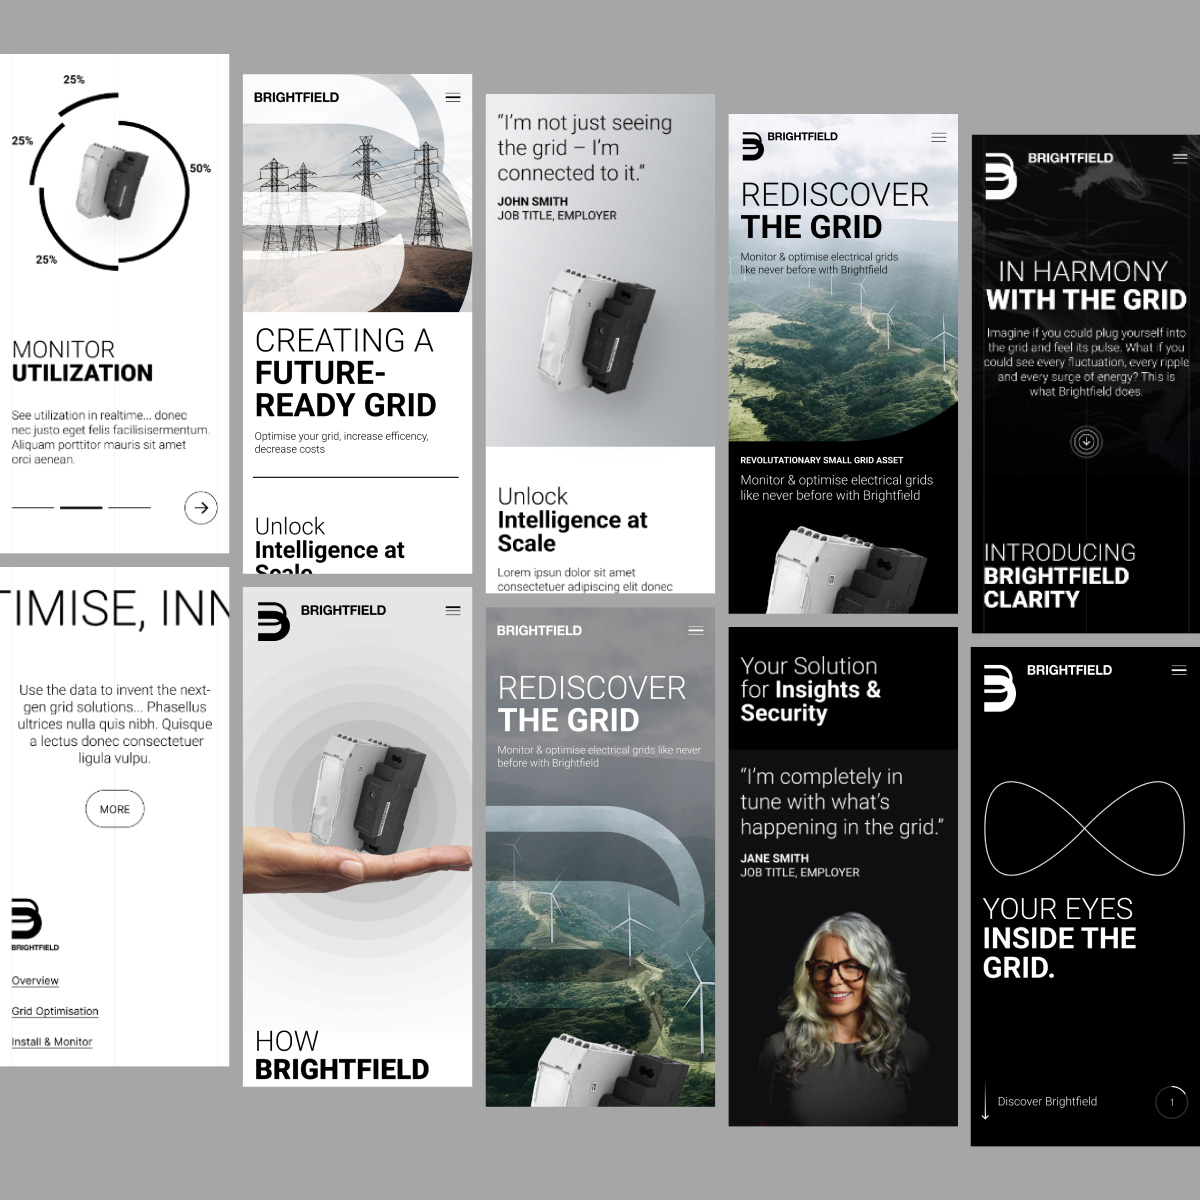 25%
25%
50%
25%
MONITOR
UTILIZATION
See utilization in realtime... donec
nec justo eget felis facilisisermentum.
Aliquam porttitor mauris sit amet
orci aenean.
TIMISE, INN
Use the data to invent the next-
gen grid solutions... Phasellus
ultrices nulla quis nibh. Quisque
a lectus donec consectetuer
ligula vulpu.
MORE
BRIGHTFIELD
Overview
Grid Optimisation
Install & Monitor
BRIGHTFIELD
CREATING A
FUTURE-
READY GRID
Optimise your grid, increase efficency,
decrease costs
Unlock
Intelligence at
Scale
BRIGHTFIELD
HOW
BRIGHTFIELD
“I’m not just seeing
the grid – I’m
connected to it.”
JOHN SMITH
JOB TITLE, EMPLOYER
Unlock
Intelligence at
Scale
Lorem ipsun dolor sit amet
consectetuer adipiscing elit donec
BRIGHTFIELD
REDISCOVER
THE GRID
Monitor & optimise electrical grids like never
before with Brightfield
BRIGHTFIELD
REDISCOVER
THE GRID
Monitor & optimise electrical grids
like never before with Brightfield
REVOLUTIONARY SMALL GRID ASSET
Monitor & optimise electrical grids
like never before with Brightfield
Your Solution
for Insights &
Security
“I’m completely in
tune with what’s
happening in the grid.”
JANE SMITH
JOB TITLE, EMPLOYER
BRIGHTFIELD
IN HARMONY
WITH THE GRID
Imagine if you could plug yourself into
the grid and feel its pulse. What if you
could see every fluctuation, every ripple
and every surge of energy? This is
what Brightfield does.
INTRODUCING
BRIGHTFIELD
CLARITY
BRIGHTFIELD
YOUR EYES
INSIDE THE
GRID.
Discover Brightfield
1